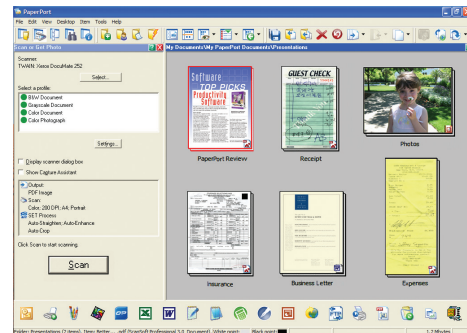 PaperPort
File Edit View Desktop Item Tools Help
Scan or Get Photo
My Documents\My PaperPort Documents\Presentations
Scanner:
TWAIN: Xerox DocuMate 252
Select...
Select a profile:
B&W Document
Grayscale Document
Color Document
Color Photograph
Settings...
Display scanner dialog box
Show Capture Assistant
Output:
PDF Image
Scan:
Color; 200 DPI; A4; Portrait
SET Process
Auto-Straighten; Auto-Enhance
Auto-Crop
Click Scan to start scanning.
Scan
Software
TOP PICKS
Productivity
Software
PaperPort Review
GUEST CHECK
Receipt
Photos
Insurance
Business Letter
Expenses
1.2 Mbytes